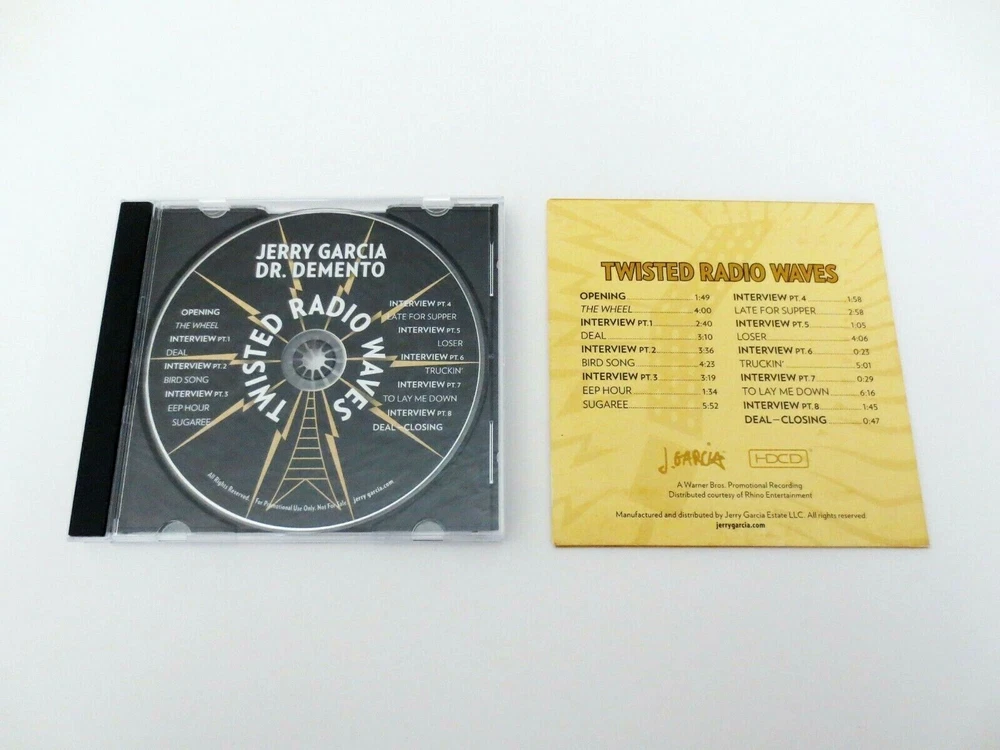 JERRY GARCIA
DR. DEMENTO
TWISTED RADIO WAVES
OPENING
THE WHEEL
INTERVIEW PT.1
DEAL
INTERVIEW PT.2
BIRD SONG
INTERVIEW PT.3
EEP HOUR
SUGAREE
INTERVIEW PT.4
LATE FOR SUPPER
INTERVIEW PT.5
LOSER
INTERVIEW PT.6
TRUCKIN'
INTERVIEW PT.7
TO LAY ME DOWN
INTERVIEW PT.8
DEAL—CLOSING
All Rights Reserved. For Promotional Use Only. Not For Sale jerrygarcia.com
TWISTED RADIO WAVES
OPENING 1:49
THE WHEEL 4:00
INTERVIEW PT.1 2:40
DEAL 3:10
INTERVIEW PT.2 3:36
BIRD SONG 4:23
INTERVIEW PT.3 3:19
EEP HOUR 1:34
SUGAREE 5:52
INTERVIEW PT.4 1:58
LATE FOR SUPPER 2:58
INTERVIEW PT.5 1:05
LOSER 4:06
INTERVIEW PT.6 0:23
TRUCKIN' 5:01
INTERVIEW PT.7 0:29
TO LAY ME DOWN 6:16
INTERVIEW PT.8 1:45
DEAL—CLOSING 0:47
J. GARCIA HDCD
A Warner Bros. Promotional Recording
Distributed courtesy of Rhino Entertainment
Manufactured and distributed by Jerry Garcia Estate LLC. All rights reserved.
jerrygarcia.com